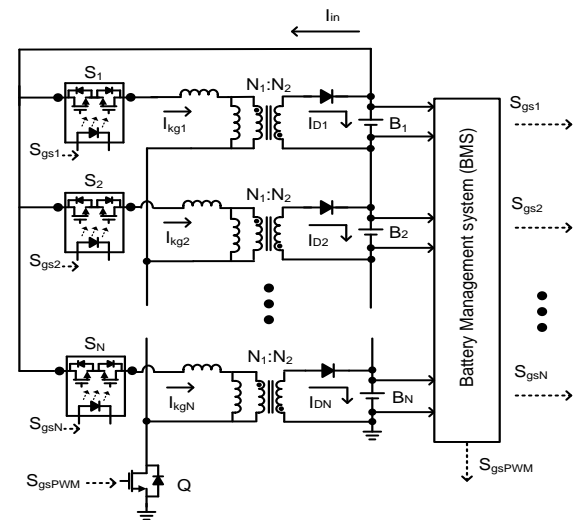 I_in
S_1
N_1:N_2
S_gs1
I_kg1
I_D1
B_1
S_gs1
S_2
N_1:N_2
S_gs2
I_kg2
I_D2
B_2
S_gs2
Battery Management system (BMS)
S_N
N_1:N_2
S_gsN
I_kgN
I_DN
B_N
S_gsN
S_gsPWM
Q
S_gsPWM